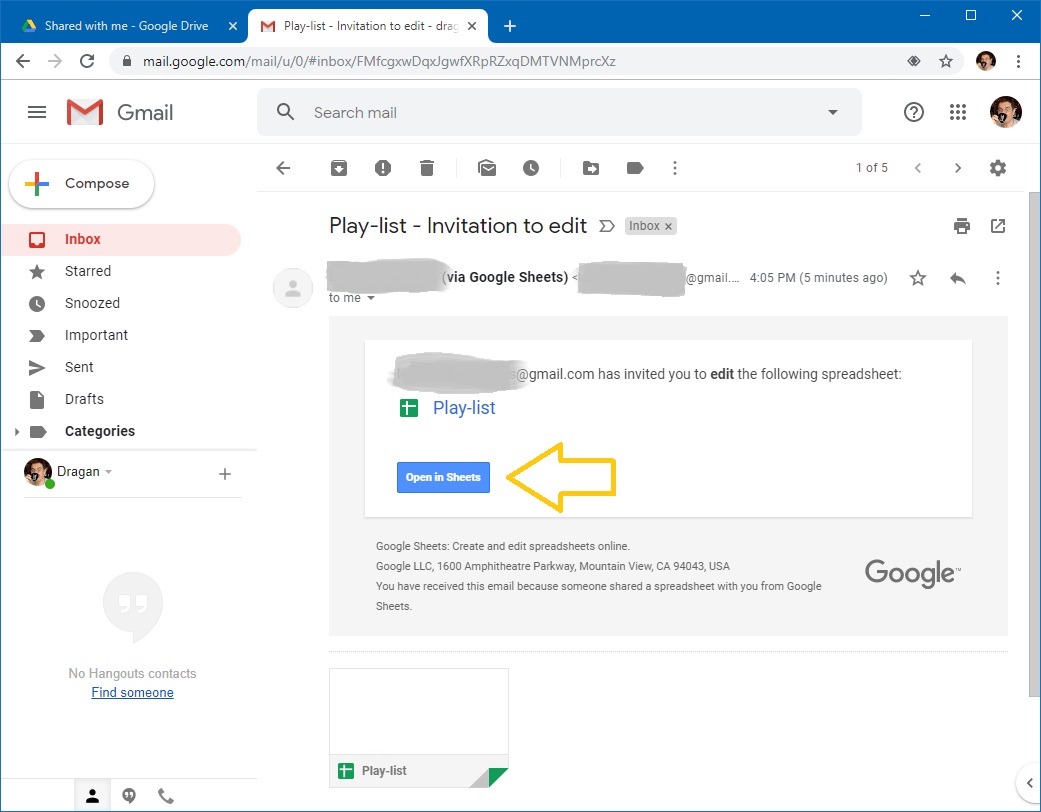 Shared with me - Google Drive
Play-list - Invitation to edit - drag
mail.google.com/mail/u/0/#inbox/FMfcgxwDqxJgwfXRpRZxqDMTVNMprcXz
Gmail
Search mail
Compose
1 of 5
Inbox
Starred
Snoozed
Important
Sent
Drafts
Categories
Dragan
No Hangouts contacts
Find someone
Play-list - Invitation to edit
Inbox x
(via Google Sheets) < @gmail.... 4:05 PM (5 minutes ago)
to me
@gmail.com has invited you to edit the following spreadsheet:
Play-list
Open in Sheets
Google Sheets: Create and edit spreadsheets online.
Google LLC, 1600 Amphitheatre Parkway, Mountain View, CA 94043, USA
You have received this email because someone shared a spreadsheet with you from Google
Sheets.
Google™
Play-list